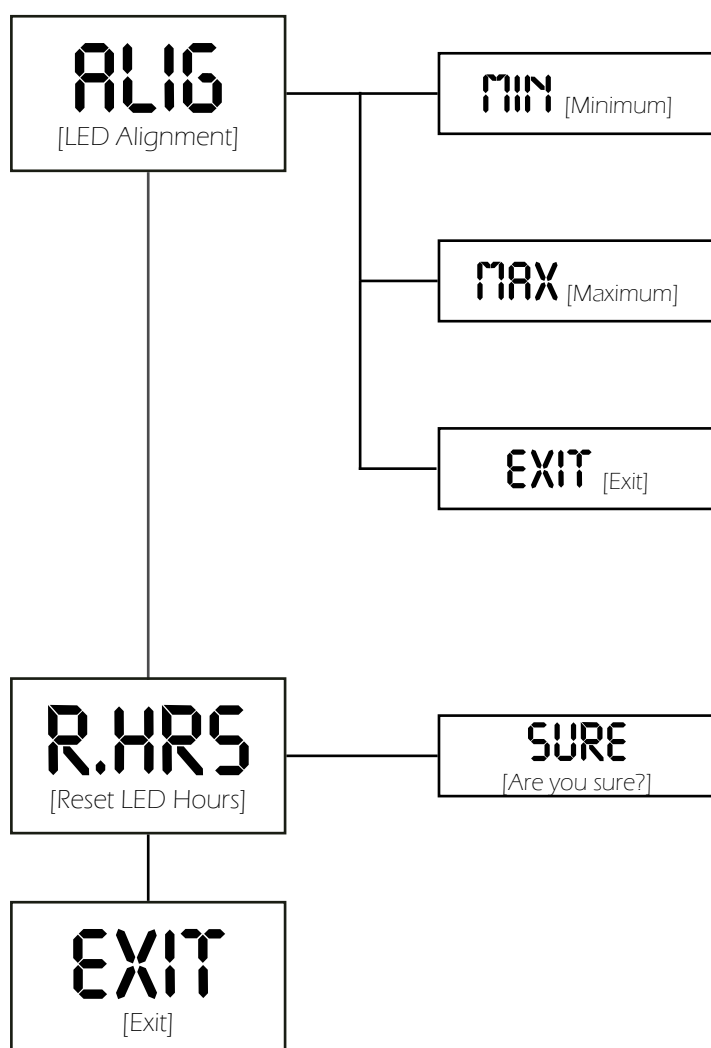 ALIG
[LED Alignment]
MIN [Minimum]
MAX [Maximum]
EXIT [Exit]
R.HRS
[Reset LED Hours]
SURE
[Are you sure?]
EXIT
[Exit]